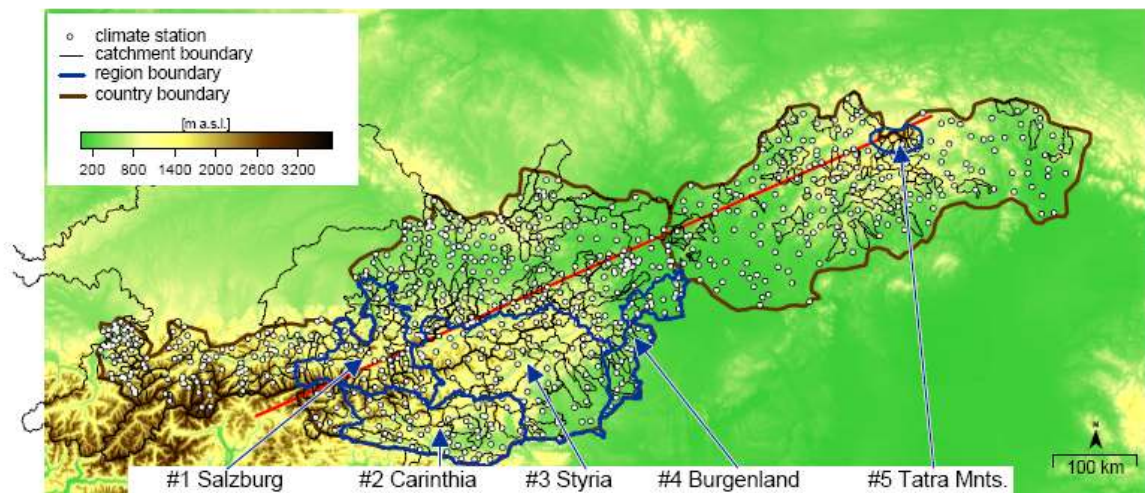 climate station
catchment boundary
region boundary
country boundary
[m a.s.l.]
200 800 1400 2000 2600 3200
N
100 km
#1 Salzburg #2 Carinthia #3 Styria #4 Burgenland #5 Tatra Mnts.